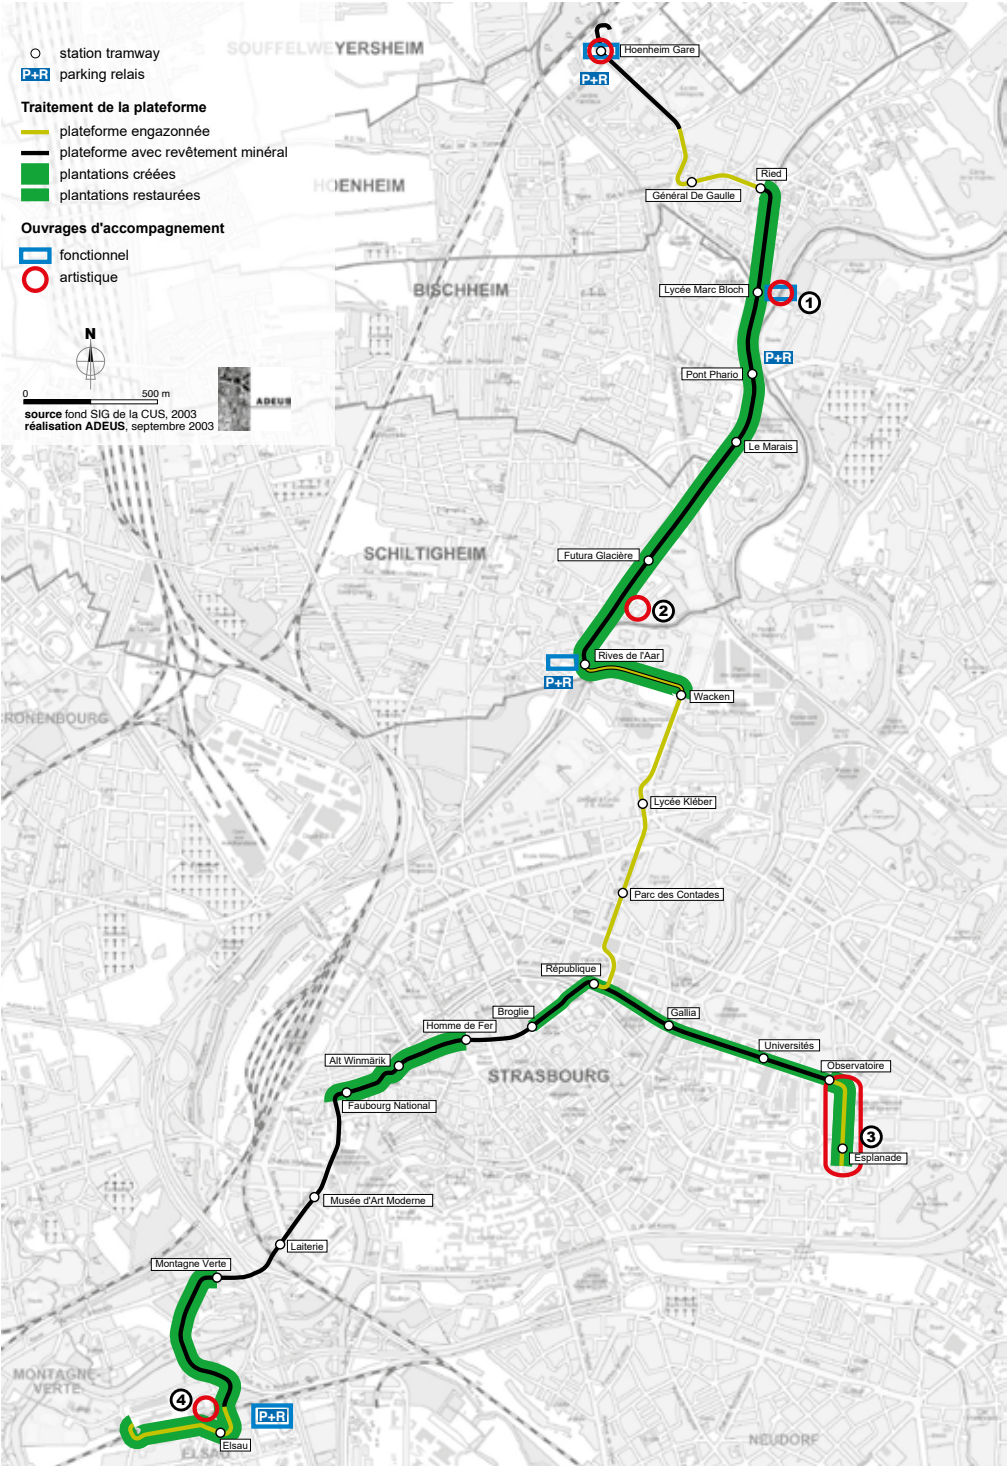 station tramway
P+R parking relais
Traitement de la plateforme
plateforme engazonnée
plateforme avec revêtement minéral
plantations créées
plantations restaurées
Ouvrages d'accompagnement
fonctionnel
artistique
N
0 500 m
ADEUS
source fond SIG de la CUS, 2003
réalisation ADEUS, septembre 2003
SOUFFELWEYERSHEIM
Hoenheim Gare
P+R
HOENHEIM
Ried
Général De Gaulle
BISCHHEIM
Lycée Marc Bloch
1
P+R
Pont Phario
Le Marais
SCHILTIGHEIM
Futura Glacière
2
Rives de l'Aar
P+R
Wacken
CRONENBOURG
Lycée Kléber
Parc des Contades
République
Broglie
Gallia
Homme de Fer
Universités
Alt Winmärik
Observatoire
STRASBOURG
Faubourg National
3
Esplanade
Musée d'Art Moderne
Laiterie
Montagne Verte
MONTAGNE-
VERTE
4
P+R
Elsau
ELSAU
NEUDORF